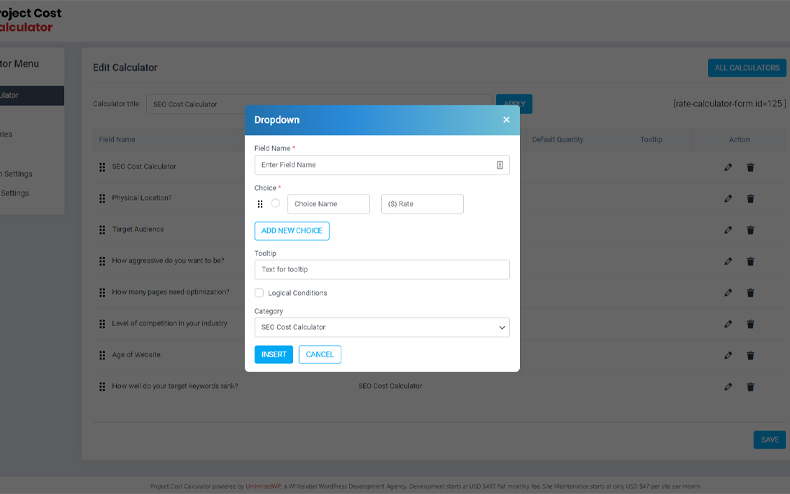 roject Cost
alculator
tor Menu
Edit Calculator
ALL CALCULATORS
ulator
Calculator title:
SEO Cost Calculator
APPLY
[rate-calculator-form id=125 ]
Dropdown
×
Field Name
Default Quantity
Tooltip
Action
ries
Field Name *
Enter Field Name
SEO Cost Calculator
n Settings
Settings
Choice *
Physical Location?
Choice Name
($) Rate
Target Audience
ADD NEW CHOICE
Tooltip
How aggressive do you want to be?
Text for tooltip
How many pages need optimization?
Logical Conditions
Category
Level of competition in your industry
SEO Cost Calculator
Age of Website:
INSERT
CANCEL
How well do your target keywords rank?
SEO Cost Calculator
SAVE
Project Cost Calculator powered by UnlimitedWP, a Whitelabel WordPress Development Agency. Development starts at USD $497 flat monthly fee. Site Maintenance starts at only USD $47 per site per month.